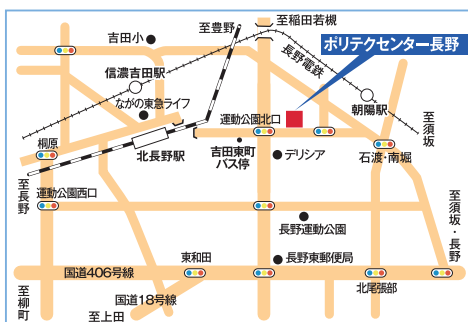 至豊野
至稲田若槻
吉田小
ポリテクセンター長野
長野電鉄
信濃吉田駅
ながの東急ライフ
朝陽駅
運動公園北口
至須坂
桐原
北長野駅
吉田東町
バス停
デリシア
石渡・南堀
至長野
運動公園西口
至須坂・長野
長野運動公園
東和田
長野東郵便局
国道406号線
北尾張部
至柳町
国道18号線
至上田